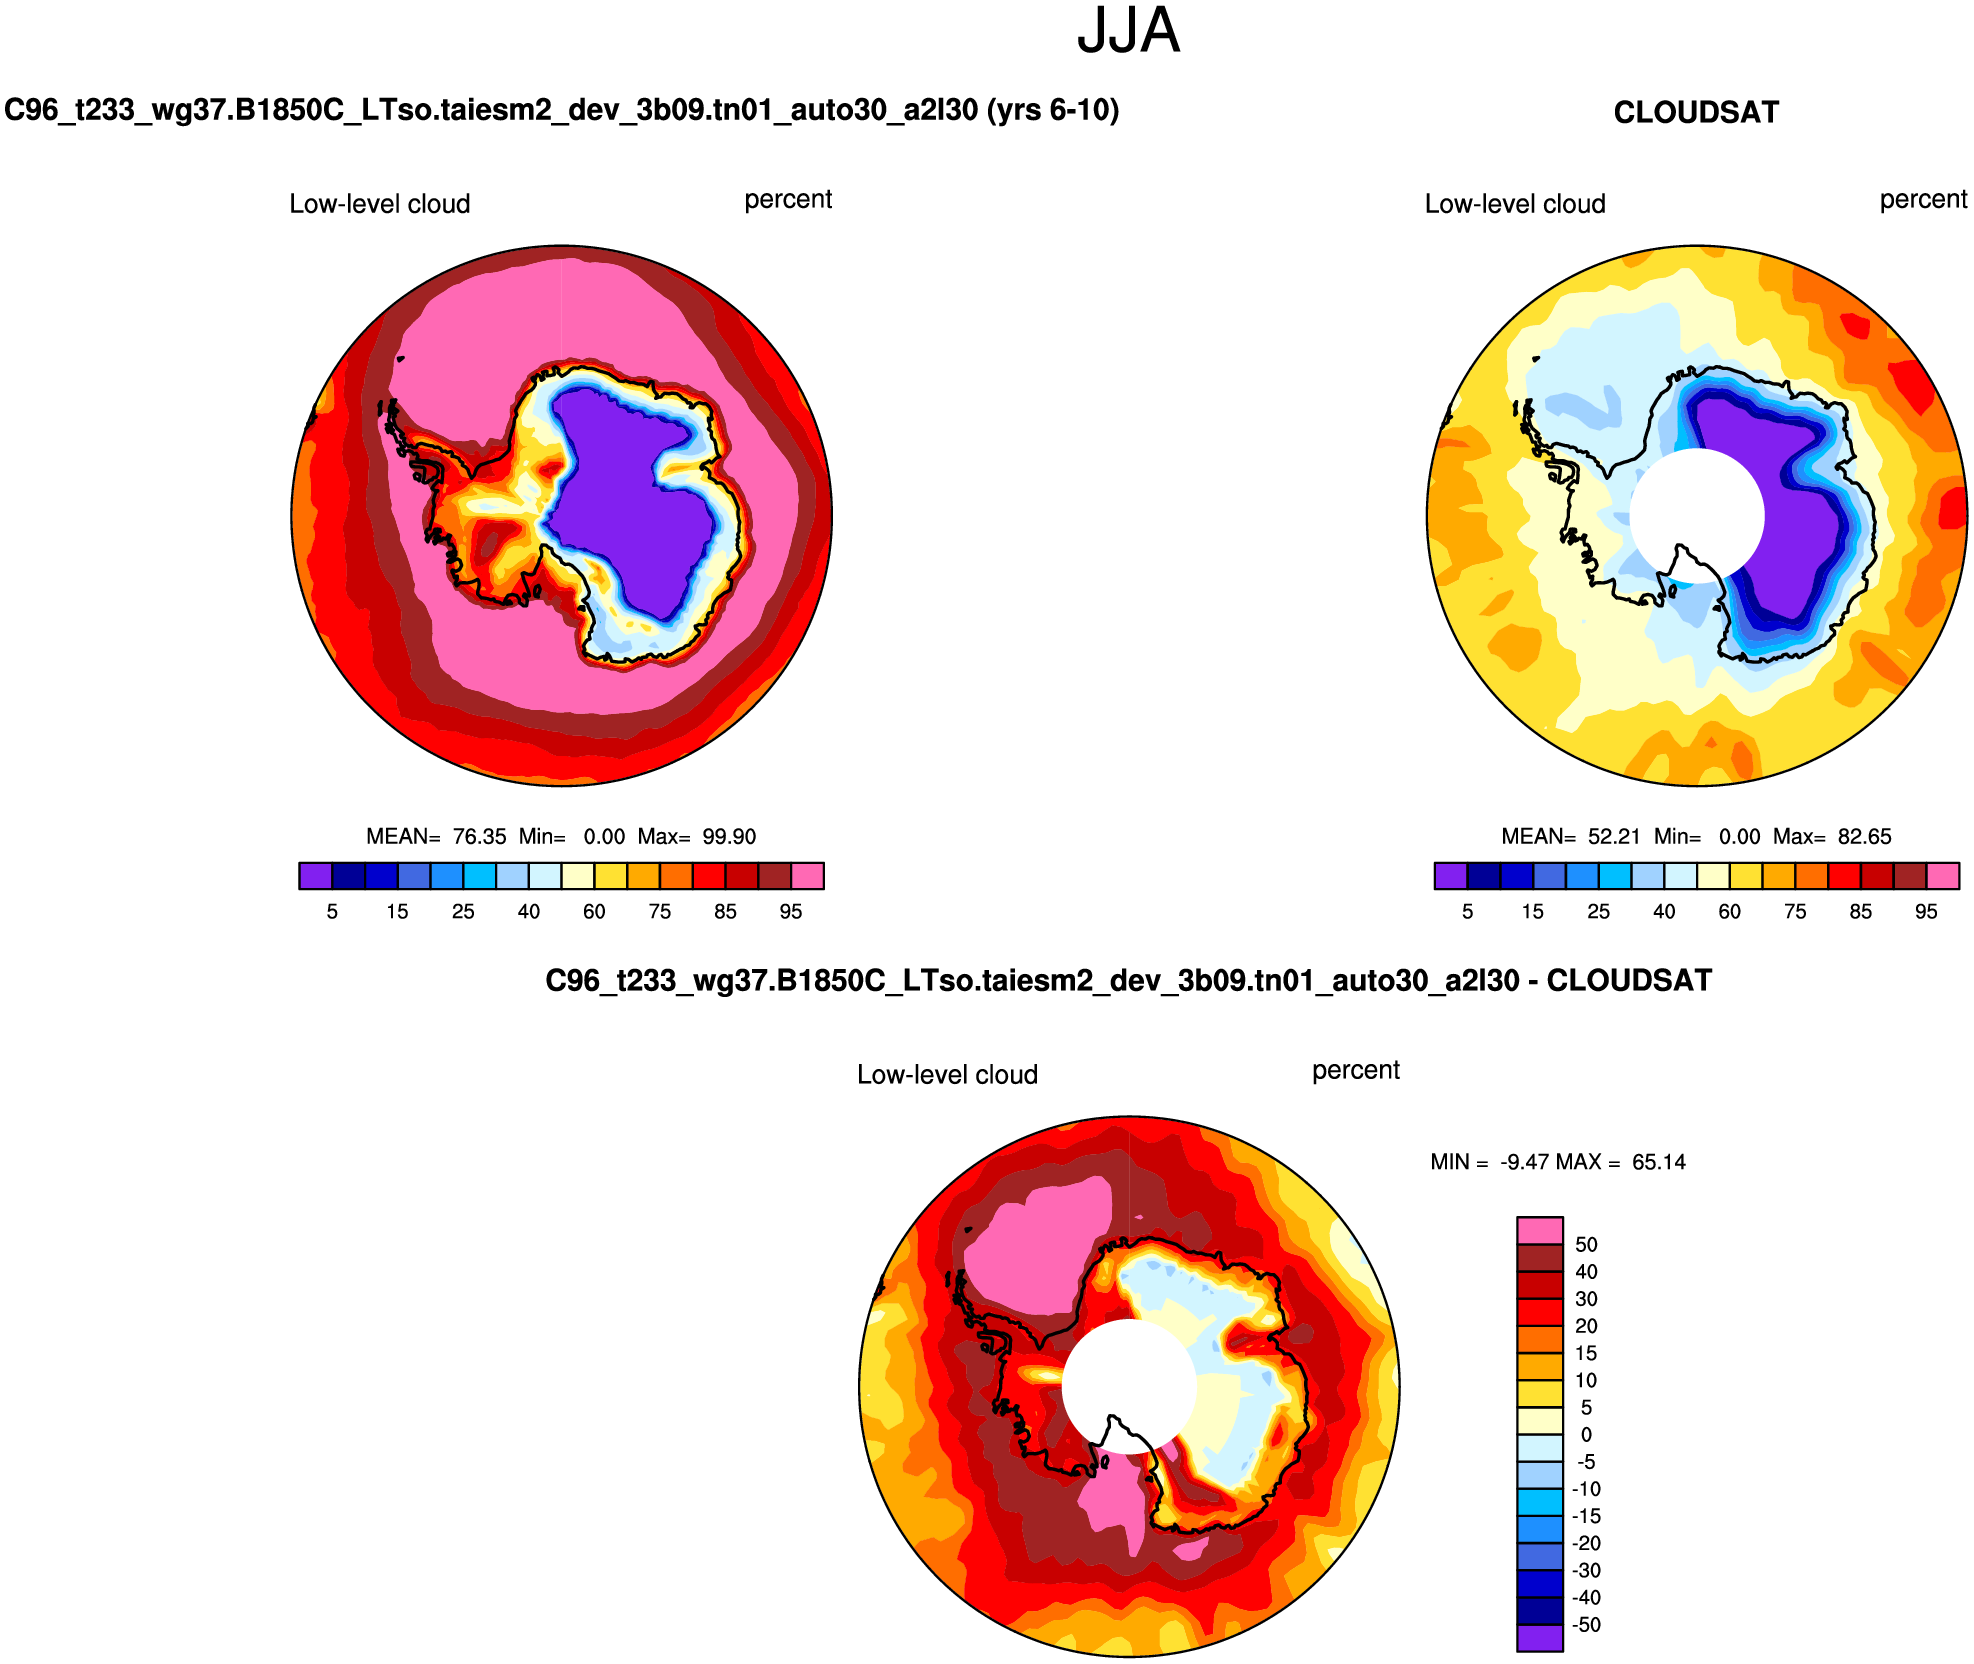 JJA
C96_t233_wg37.B1850C_LTso.taiesm2_dev_3b09.tn01_auto30_a2l30 (yrs 6-10)
CLOUDSAT
Low-level cloud percent
Low-level cloud percent
MEAN= 76.35 Min= 0.00 Max= 99.90
MEAN= 52.21 Min= 0.00 Max= 82.65
5 15 25 40 60 75 85 95
5 15 25 40 60 75 85 95
C96_t233_wg37.B1850C_LTso.taiesm2_dev_3b09.tn01_auto30_a2l30 - CLOUDSAT
Low-level cloud percent
MIN = -9.47 MAX = 65.14
50
40
30
20
15
10
5
0
-5
-10
-15
-20
-30
-40
-50